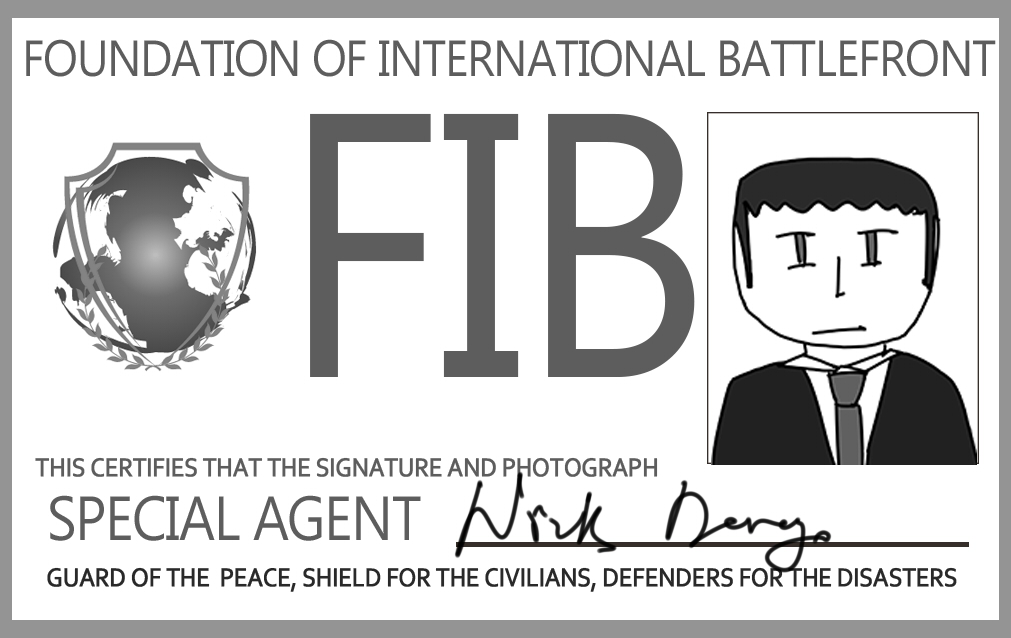 FOUNDATION OF INTERNATIONAL BATTLEFRONT
FIB
THIS CERTIFIES THAT THE SIGNATURE AND PHOTOGRAPH
SPECIAL AGENT Nick
GUARD OF THE PEACE, SHIELD FOR THE CIVILIANS, DEFENDERS FOR THE DISASTERS